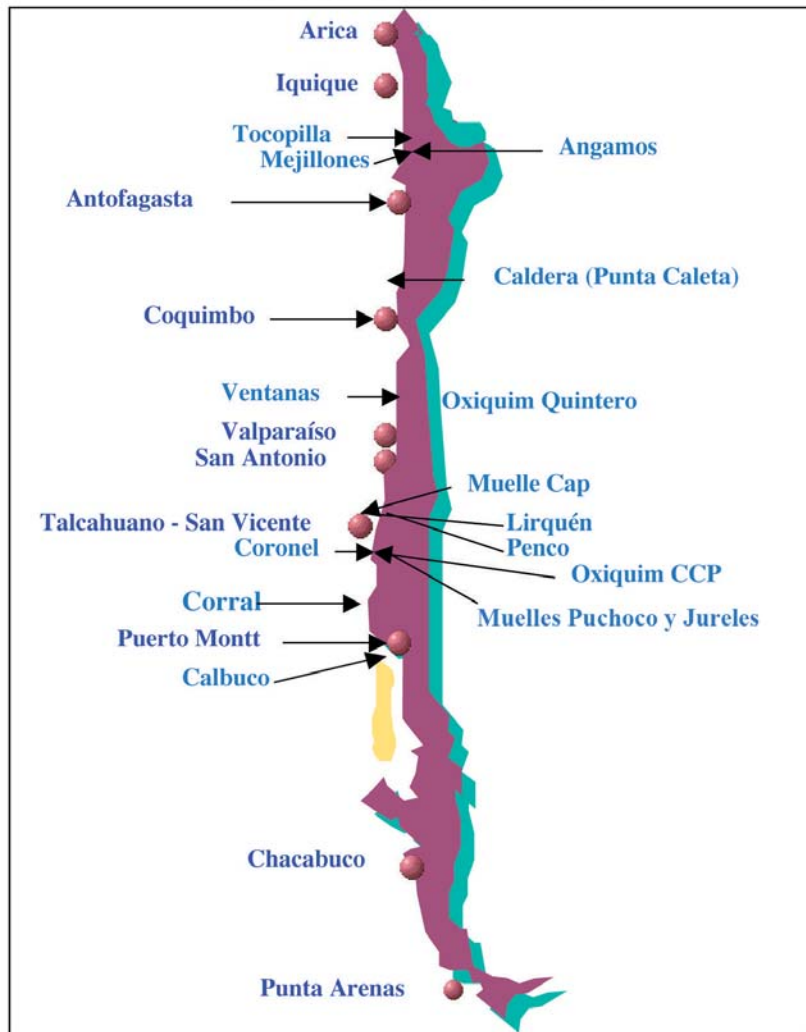 Arica
Iquique
Tocopilla
Mejillones
Angamos
Antofagasta
Caldera (Punta Caleta)
Coquimbo
Ventanas
Oxiquim Quintero
Valparaíso
San Antonio
Muelle Cap
Talcahuano - San Vicente
Lirquén
Coronel
Penco
Oxiquim CCP
Corral
Muelles Puchoco y Jureles
Puerto Montt
Calbuco
Chacabuco
Punta Arenas